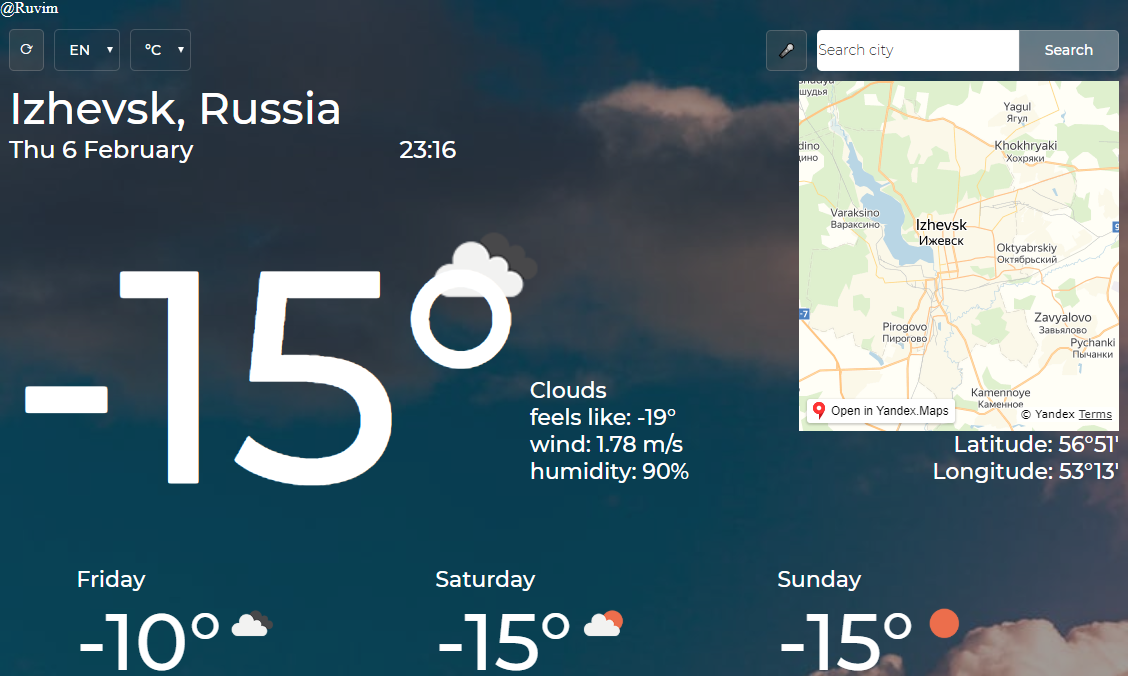 @Ruvim
EN
°C
Search city
Search
Izhevsk, Russia
Thu 6 February
23:16
-15°
Clouds
feels like: -19°
wind: 1.78 m/s
humidity: 90%
шудья
Yagul
Ягул
Khokhryaki
Хохряки
Varaksino
Вараксино
Izhevsk
Ижевск
Oktyabrskiy
Октябрьский
Zavyalovo
Завьялово
Pirogovo
Пирогово
Pychanki
Пычанки
Kamennoye
Каменное
Open in Yandex.Maps
© Yandex Terms
Latitude: 56°51'
Longitude: 53°13'
Friday
-10°
Saturday
-15°
Sunday
-15°